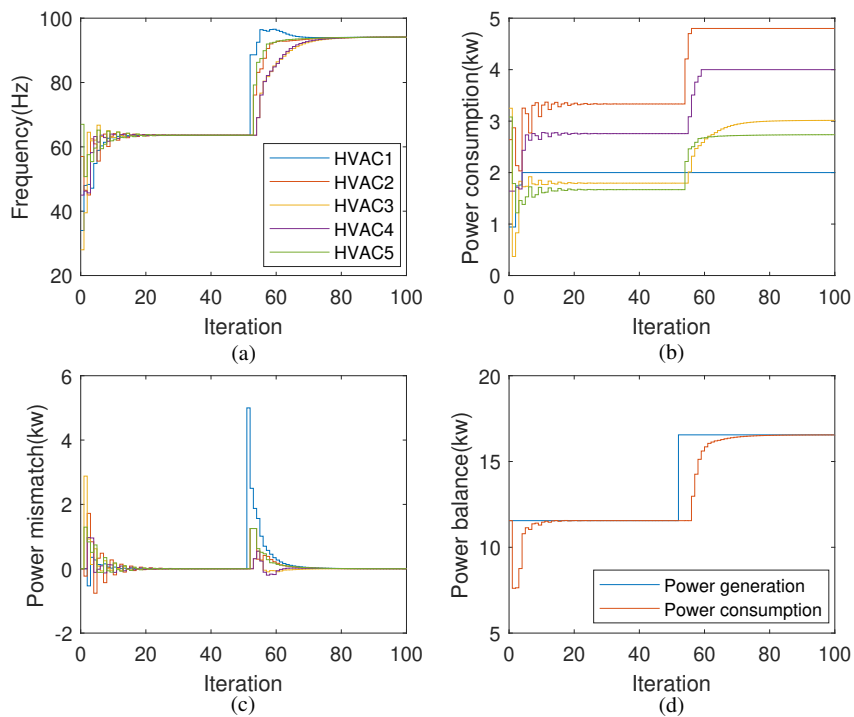 100
80
60
40
20
Frequency(Hz)
0 20 40 60 80 100
Iteration
HVAC1
HVAC2
HVAC3
HVAC4
HVAC5
(a)
5
4
3
2
1
0
Power consumption(kw)
0 20 40 60 80 100
Iteration
(b)
6
4
2
0
-2
Power mismatch(kw)
0 20 40 60 80 100
Iteration
(c)
20
15
10
5
Power balance(kw)
Power generation
Power consumption
0 20 40 60 80 100
Iteration
(d)